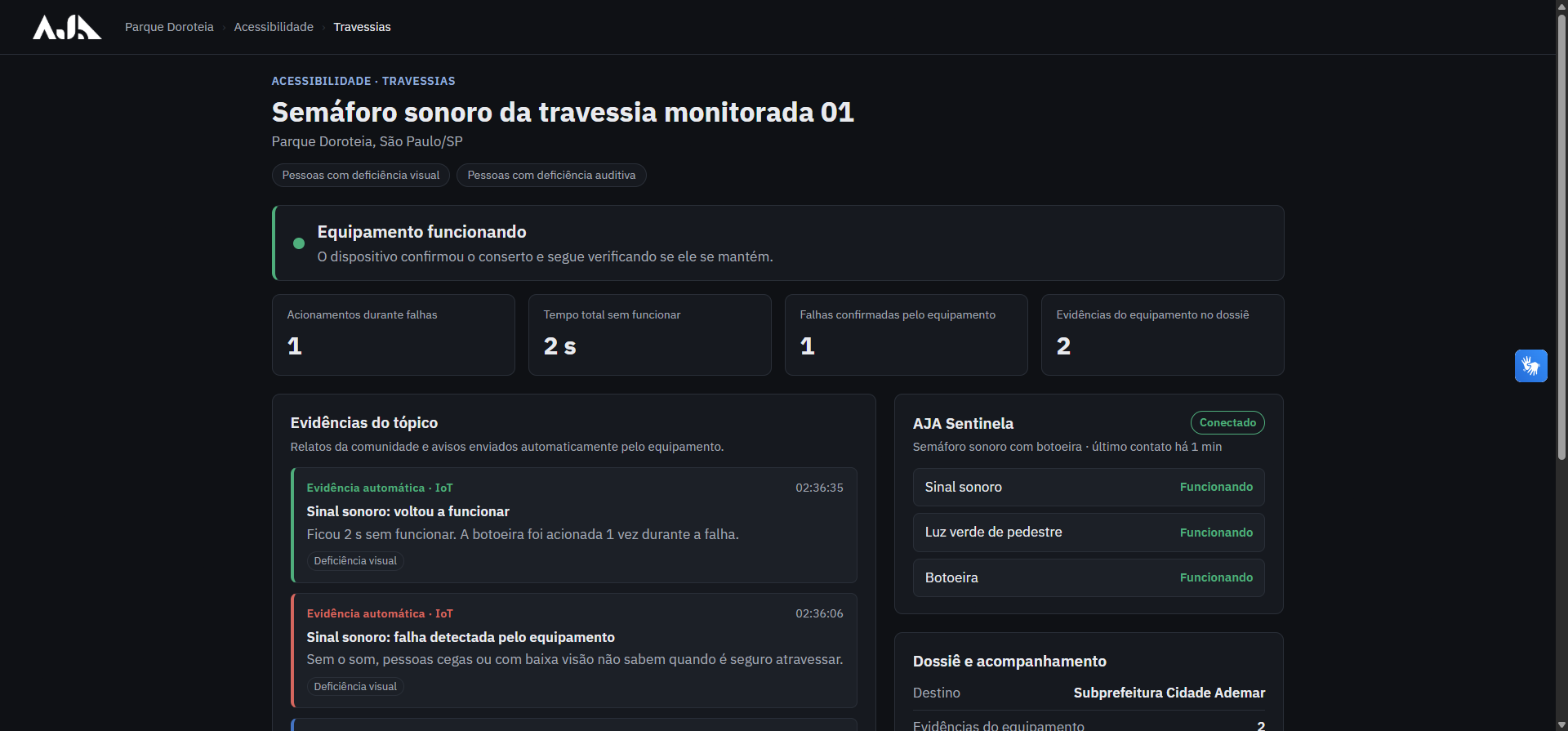 AJA
Parque Doroteia › Acessibilidade › Travessias
ACESSIBILIDADE · TRAVESSIAS
Semáforo sonoro da travessia monitorada 01
Parque Doroteia, São Paulo/SP
Pessoas com deficiência visual
Pessoas com deficiência auditiva
Equipamento funcionando
O dispositivo confirmou o conserto e segue verificando se ele se mantém.
Acionamentos durante falhas
1
Tempo total sem funcionar
2 s
Falhas confirmadas pelo equipamento
1
Evidências do equipamento no dossiê
2
Evidências do tópico
Relatos da comunidade e avisos enviados automaticamente pelo equipamento.
Evidência automática · IoT 02:36:35
Sinal sonoro: voltou a funcionar
Ficou 2 s sem funcionar. A botoeira foi acionada 1 vez durante a falha.
Deficiência visual
Evidência automática · IoT 02:36:06
Sinal sonoro: falha detectada pelo equipamento
Sem o som, pessoas cegas ou com baixa visão não sabem quando é seguro atravessar.
Deficiência visual
AJA Sentinela Conectado
Semáforo sonoro com botoeira · último contato há 1 min
Sinal sonoro Funcionando
Luz verde de pedestre Funcionando
Botoeira Funcionando
Dossiê e acompanhamento
Destino Subprefeitura Cidade Ademar
Evidências do equipamento 2